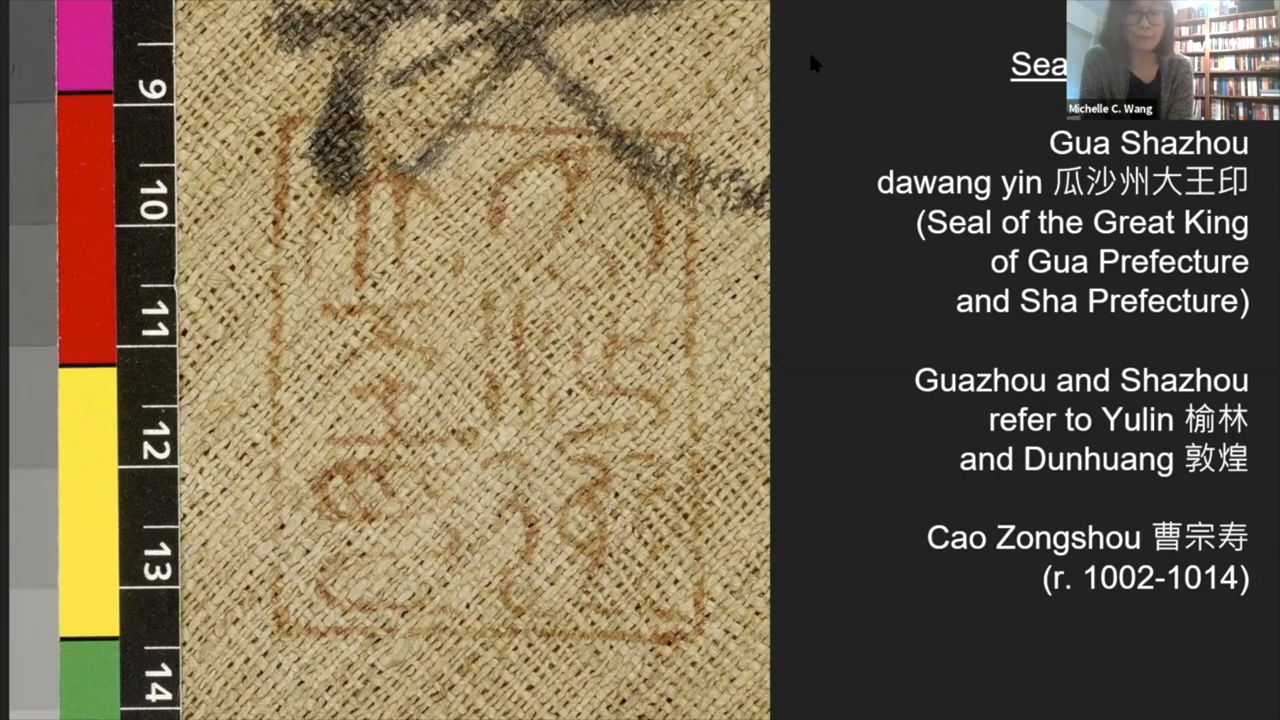 9
10
11
12
13
14
Sea
Michelle C. Wang
Gua Shazhou
dawang yin 瓜沙州大王印
(Seal of the Great King
of Gua Prefecture
and Sha Prefecture)
Guazhou and Shazhou
refer to Yulin 榆林
and Dunhuang 敦煌
Cao Zongshou 曹宗寿
(r. 1002-1014)